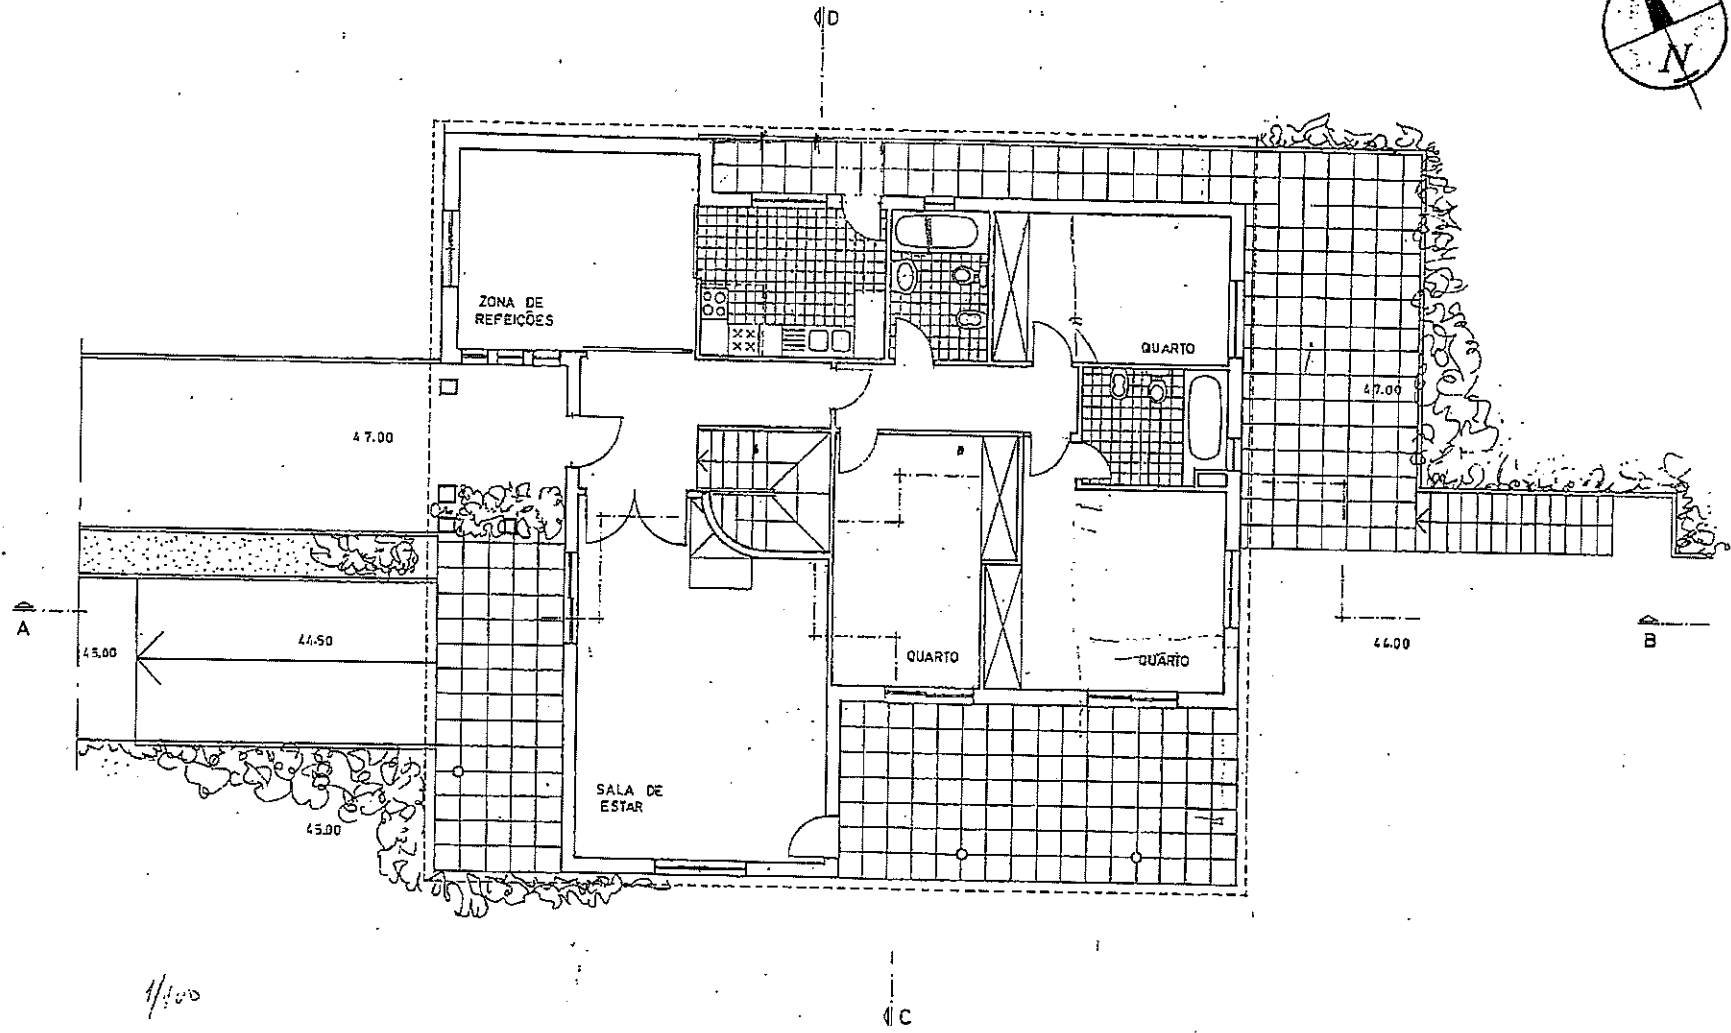 D
N
ZONA DE
REFEIÇÕES
QUARTO
47.00
47.00
A
45.00
44.50
44.00
B
QUARTO
QUARTO
SALA DE
ESTAR
45.00
1/100
C